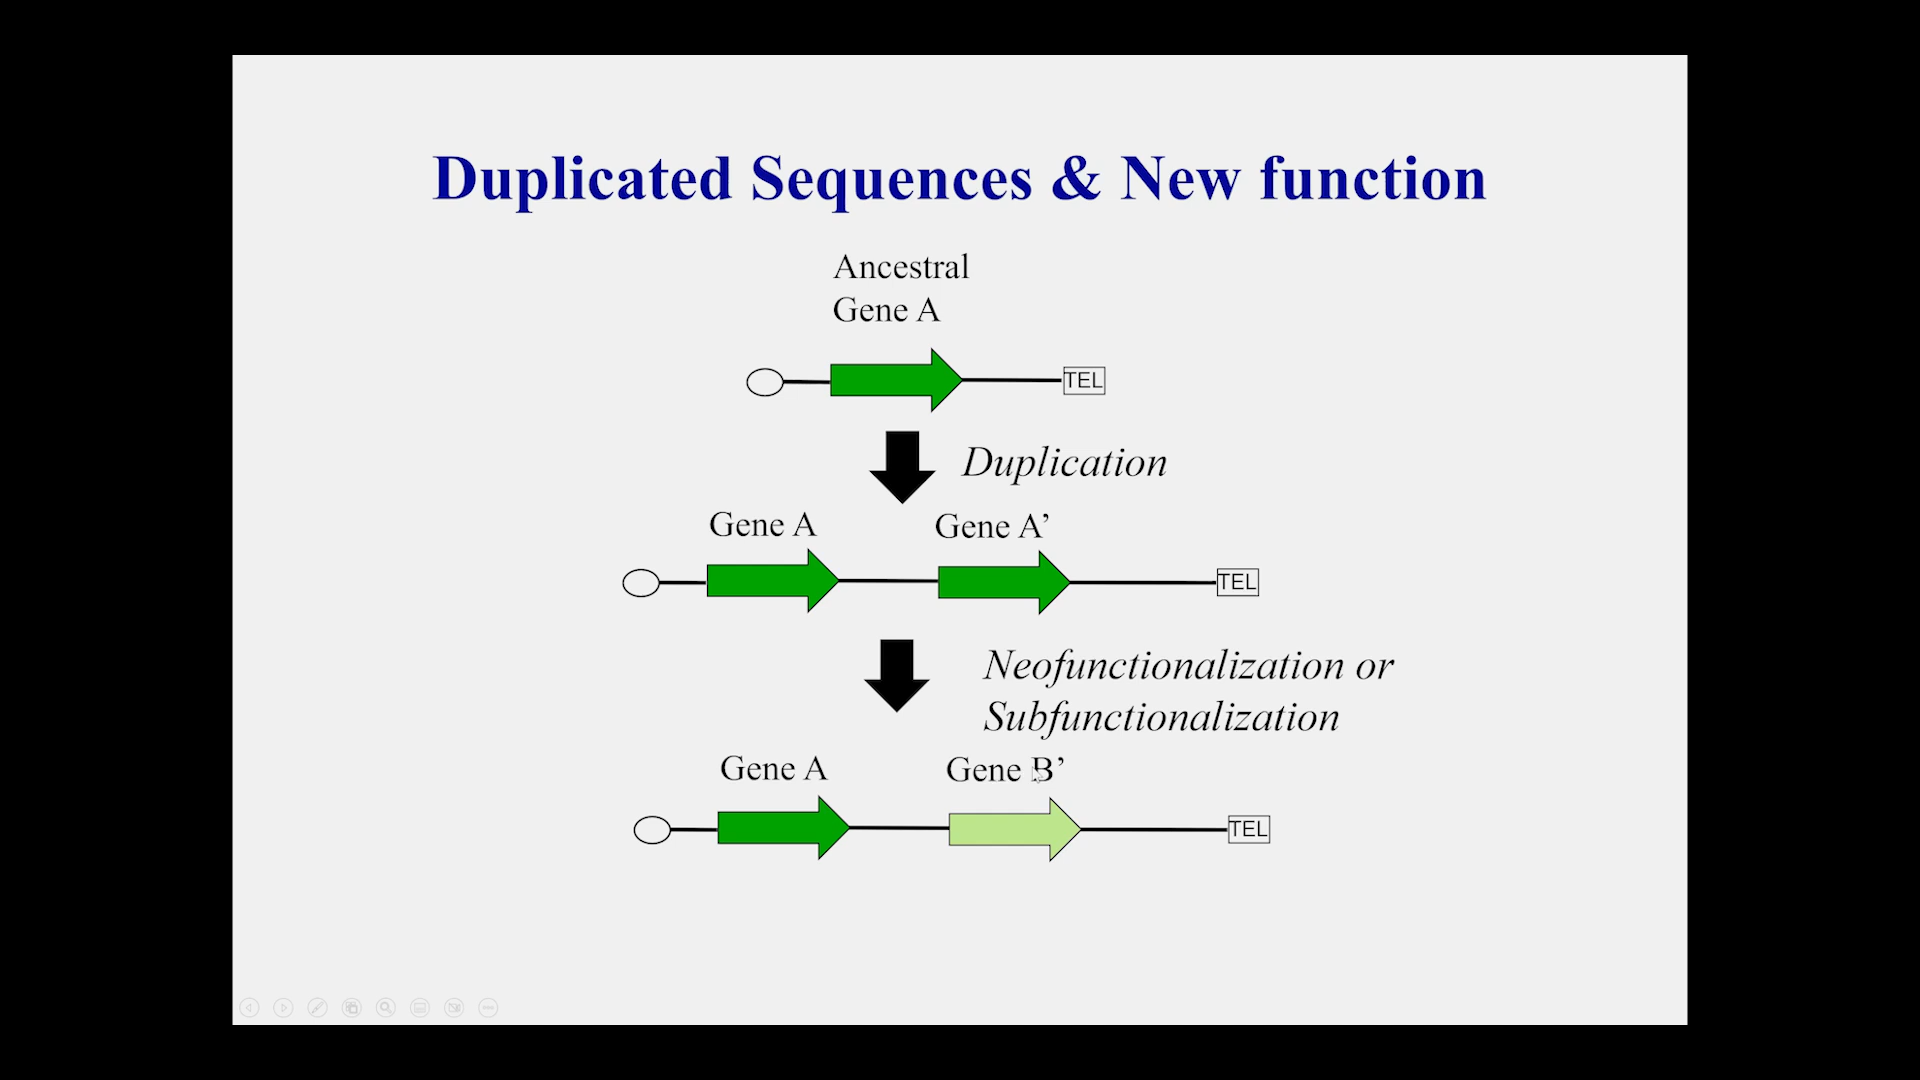 Duplicated Sequences & New function
Ancestral
Gene A
TEL
Duplication
Gene A
Gene A’
TEL
Neofunctionalization or
Subfunctionalization
Gene A
Gene B’
TEL